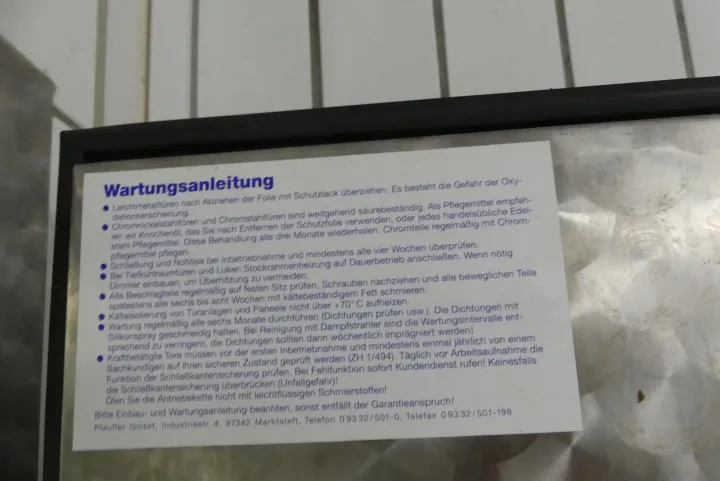 Wartungsanleitung
● Leichtmetalltüren nach Abziehen der Folie mit Schutzlack überziehen. Es besteht die Gefahr der Oxy-
dationserscheinung.
● Chromnickelstahltüren und Chromstahltüren sind weitgehend säurebeständig. Als Pflegemittel empfeh-
len wir Knochenöl, das Sie nach Entfernen der Schutzfolie verwenden, oder jedes handelsübliche Edel-
stahl-Pflegemittel. Diese Behandlung alle drei Monate wiederholen. Chromteile regelmäßig mit Chrom-
pflegemittel pflegen.
● Schließung und Notlöse bei Inbetriebnahme und mindestens alle vier Wochen überprüfen.
● Bei Tiefkühlraumtüren und Luken Stockrahmenheizung auf Dauerbetrieb anschließen. Wenn nötig
Dimmer einbauen, um Überhitzung zu vermeiden.
● Alle Beschlagteile regelmäßig auf festen Sitz prüfen, Schrauben nachziehen und alle beweglichen Teile
spätestens alle sechs bis acht Wochen mit kältebeständigem Fett schmieren.
● Kälteisolierung von Türanlagen und Paneele nicht über +70°C aufheizen.
● Wartung regelmäßig alle sechs Monate durchführen (Dichtungen prüfen usw.). Die Dichtungen mit
Silikonspray geschmeidig halten. Bei Reinigung mit Dampfstrahler sind die Wartungsintervalle ent-
sprechend zu verringern, die Dichtungen sollten dann wöchentlich imprägniert werden!
● Kraftbetätigte Tore müssen vor der ersten Inbetriebnahme und mindestens einmal jährlich von einem
Sachkundigen auf ihren sicheren Zustand geprüft werden (ZH 1/494). Täglich vor Arbeitsaufnahme die
Funktion der Schließkantensicherung prüfen. Bei Fehlfunktion sofort Kundendienst rufen! Keinesfalls
die Schließkantensicherung überbrücken (Unfallgefahr)!
Ölen Sie die Antriebskette nicht mit leichtflüssigen Schmierstoffen!
Bitte Einbau- und Wartungsanleitung beachten, sonst entfällt der Garantieanspruch!
Pfeuffer GmbH, Industriestr. 4, 97342 Marktsteft, Telefon 09332/501-0, Telefax 09332/501-198